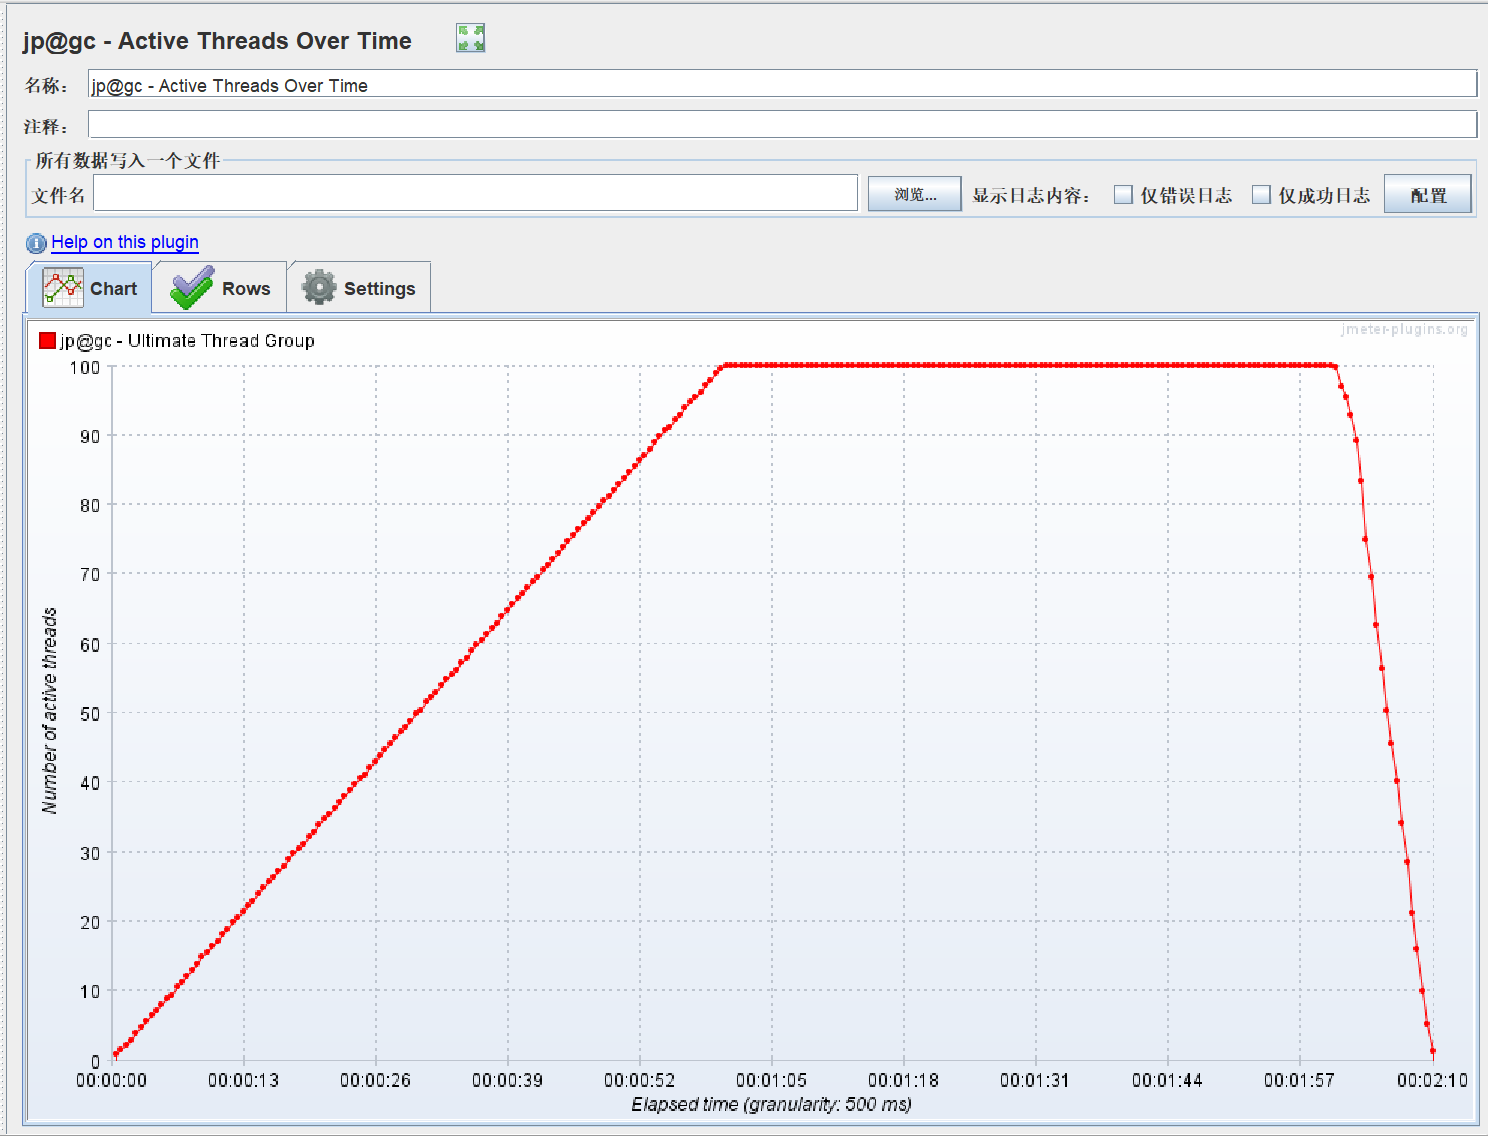 jp@gc - Active Threads Over Time
名称： jp@gc - Active Threads Over Time
注释：
所有数据写入一个文件
文件名 浏览... 显示日志内容： 仅错误日志 仅成功日志 配置
Help on this plugin
Chart Rows Settings
jmeter-plugins.org
jp@gc - Ultimate Thread Group
100
90
80
70
60
50
40
30
20
10
0
Number of active threads
00:00:00 00:00:13 00:00:26 00:00:39 00:00:52 00:01:05 00:01:18 00:01:31 00:01:44 00:01:57 00:02:10
Elapsed time (granularity: 500 ms)